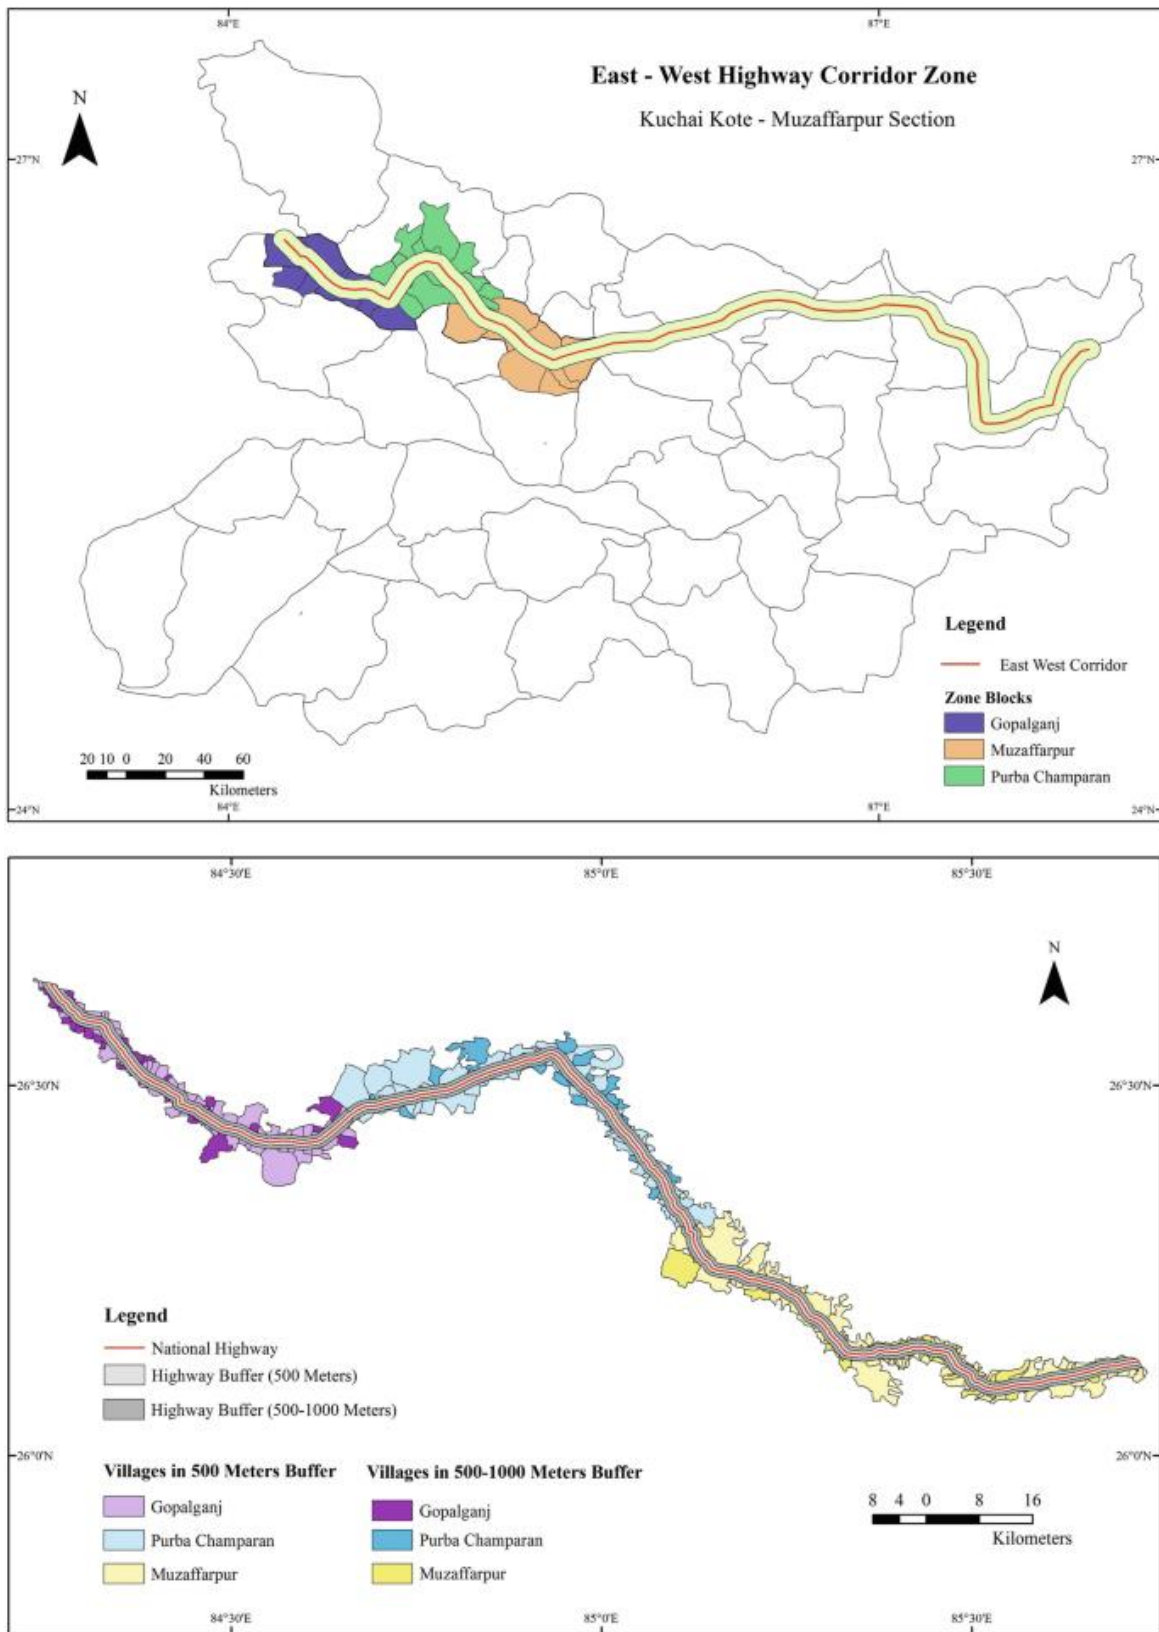 84°E 87°E
East - West Highway Corridor Zone
Kuchai Kote - Muzaffarpur Section
N
27°N 27°N
Legend
East West Corridor
Zone Blocks
Gopalganj
Muzaffarpur
Purba Champaran
20 10 0 20 40 60
Kilometers
84°E 87°E
24°N 24°N
84°30'E 85°0'E 85°30'E
N
26°30'N 26°30'N
Legend
National Highway
Highway Buffer (500 Meters)
Highway Buffer (500-1000 Meters)
26°0'N 26°0'N
Villages in 500 Meters Buffer Villages in 500-1000 Meters Buffer
Gopalganj Gopalganj
Purba Champaran Purba Champaran
Muzaffarpur Muzaffarpur
8 4 0 8 16
Kilometers
84°30'E 85°0'E 85°30'E